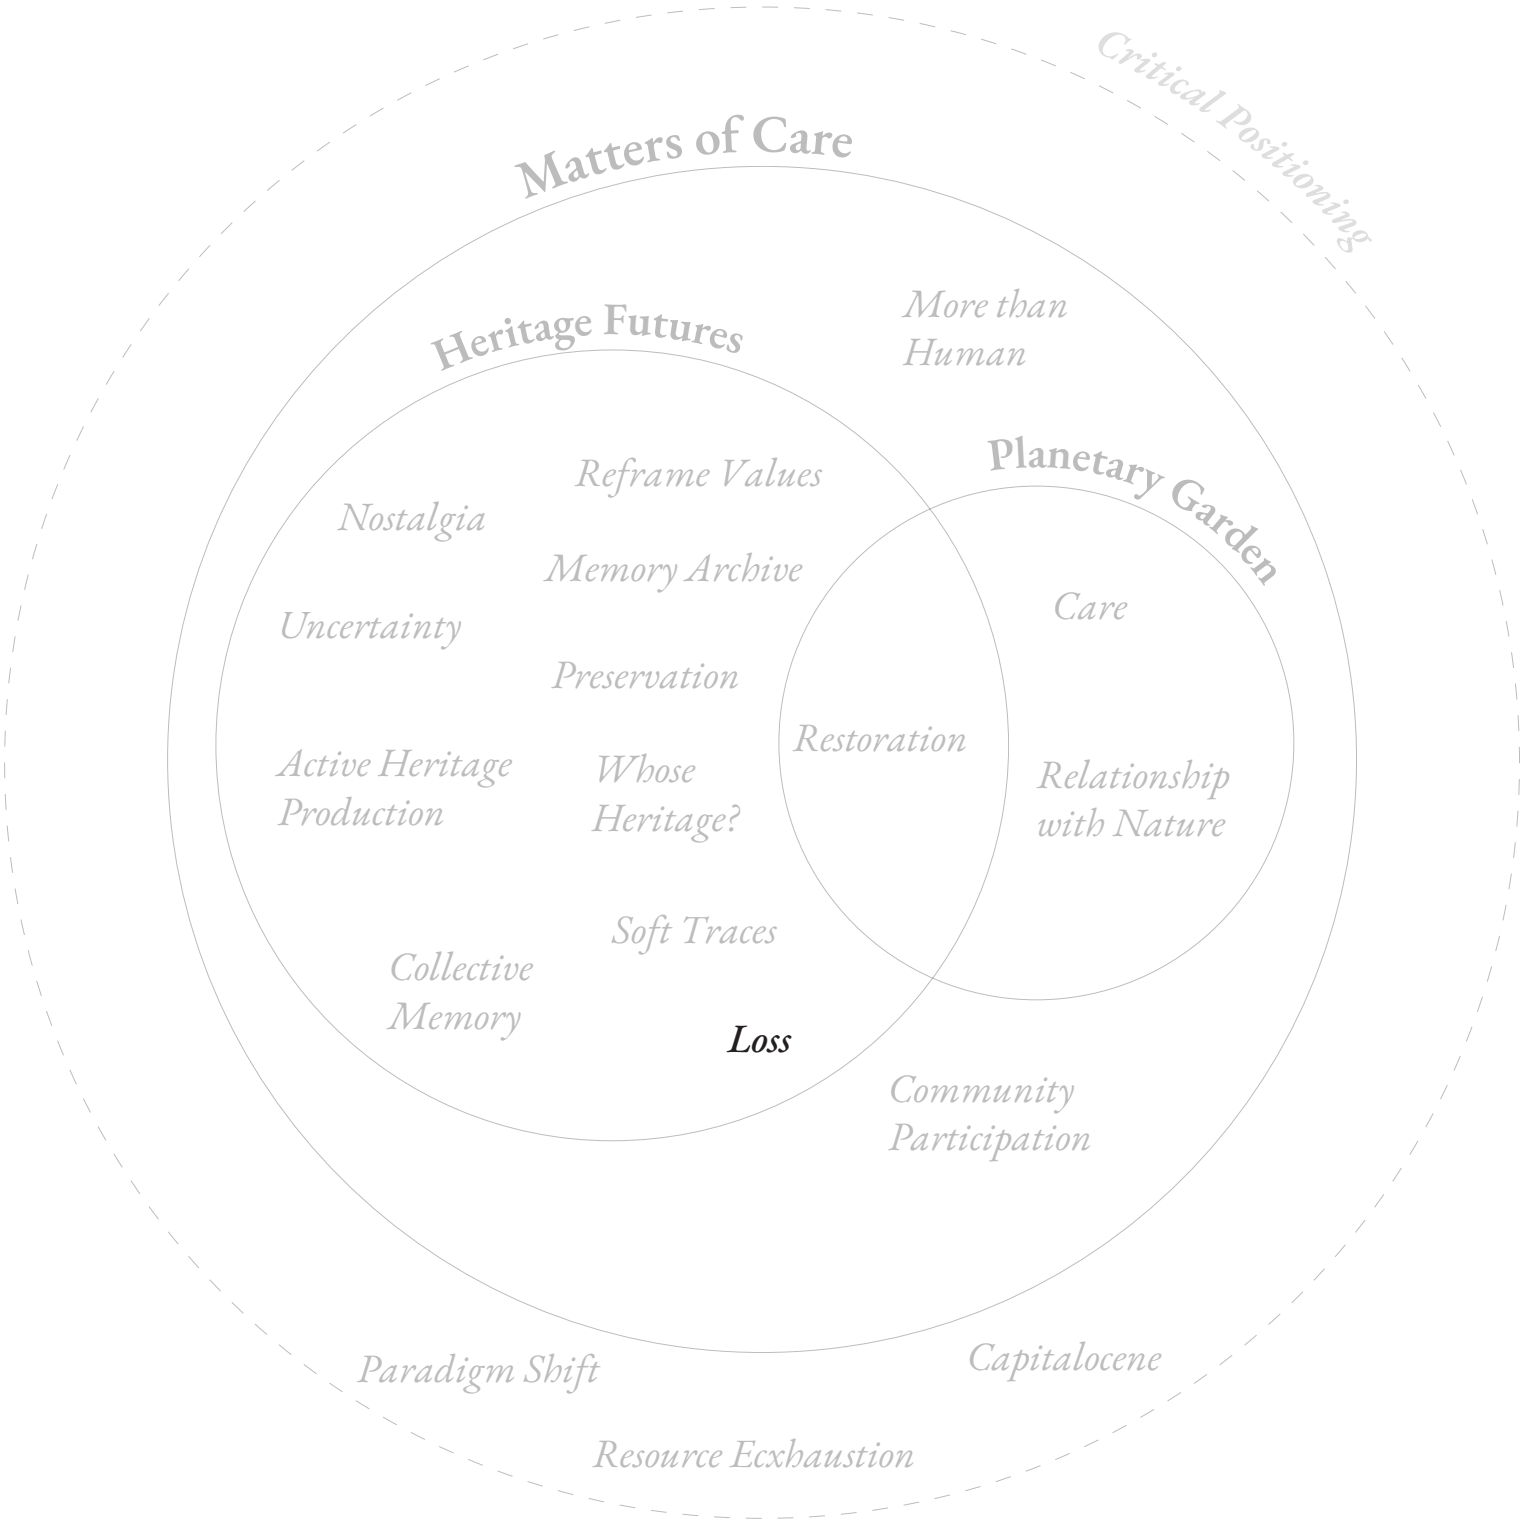 Critical Positioning
Matters of Care
More than
Human
Heritage Futures
Planetary Garden
Reframe Values
Nostalgia
Memory Archive
Care
Uncertainty
Preservation
Restoration
Active Heritage
Production
Whose
Heritage?
Relationship
with Nature
Soft Traces
Collective
Memory
Loss
Community
Participation
Paradigm Shift
Capitalocene
Resource Ecxhaustion